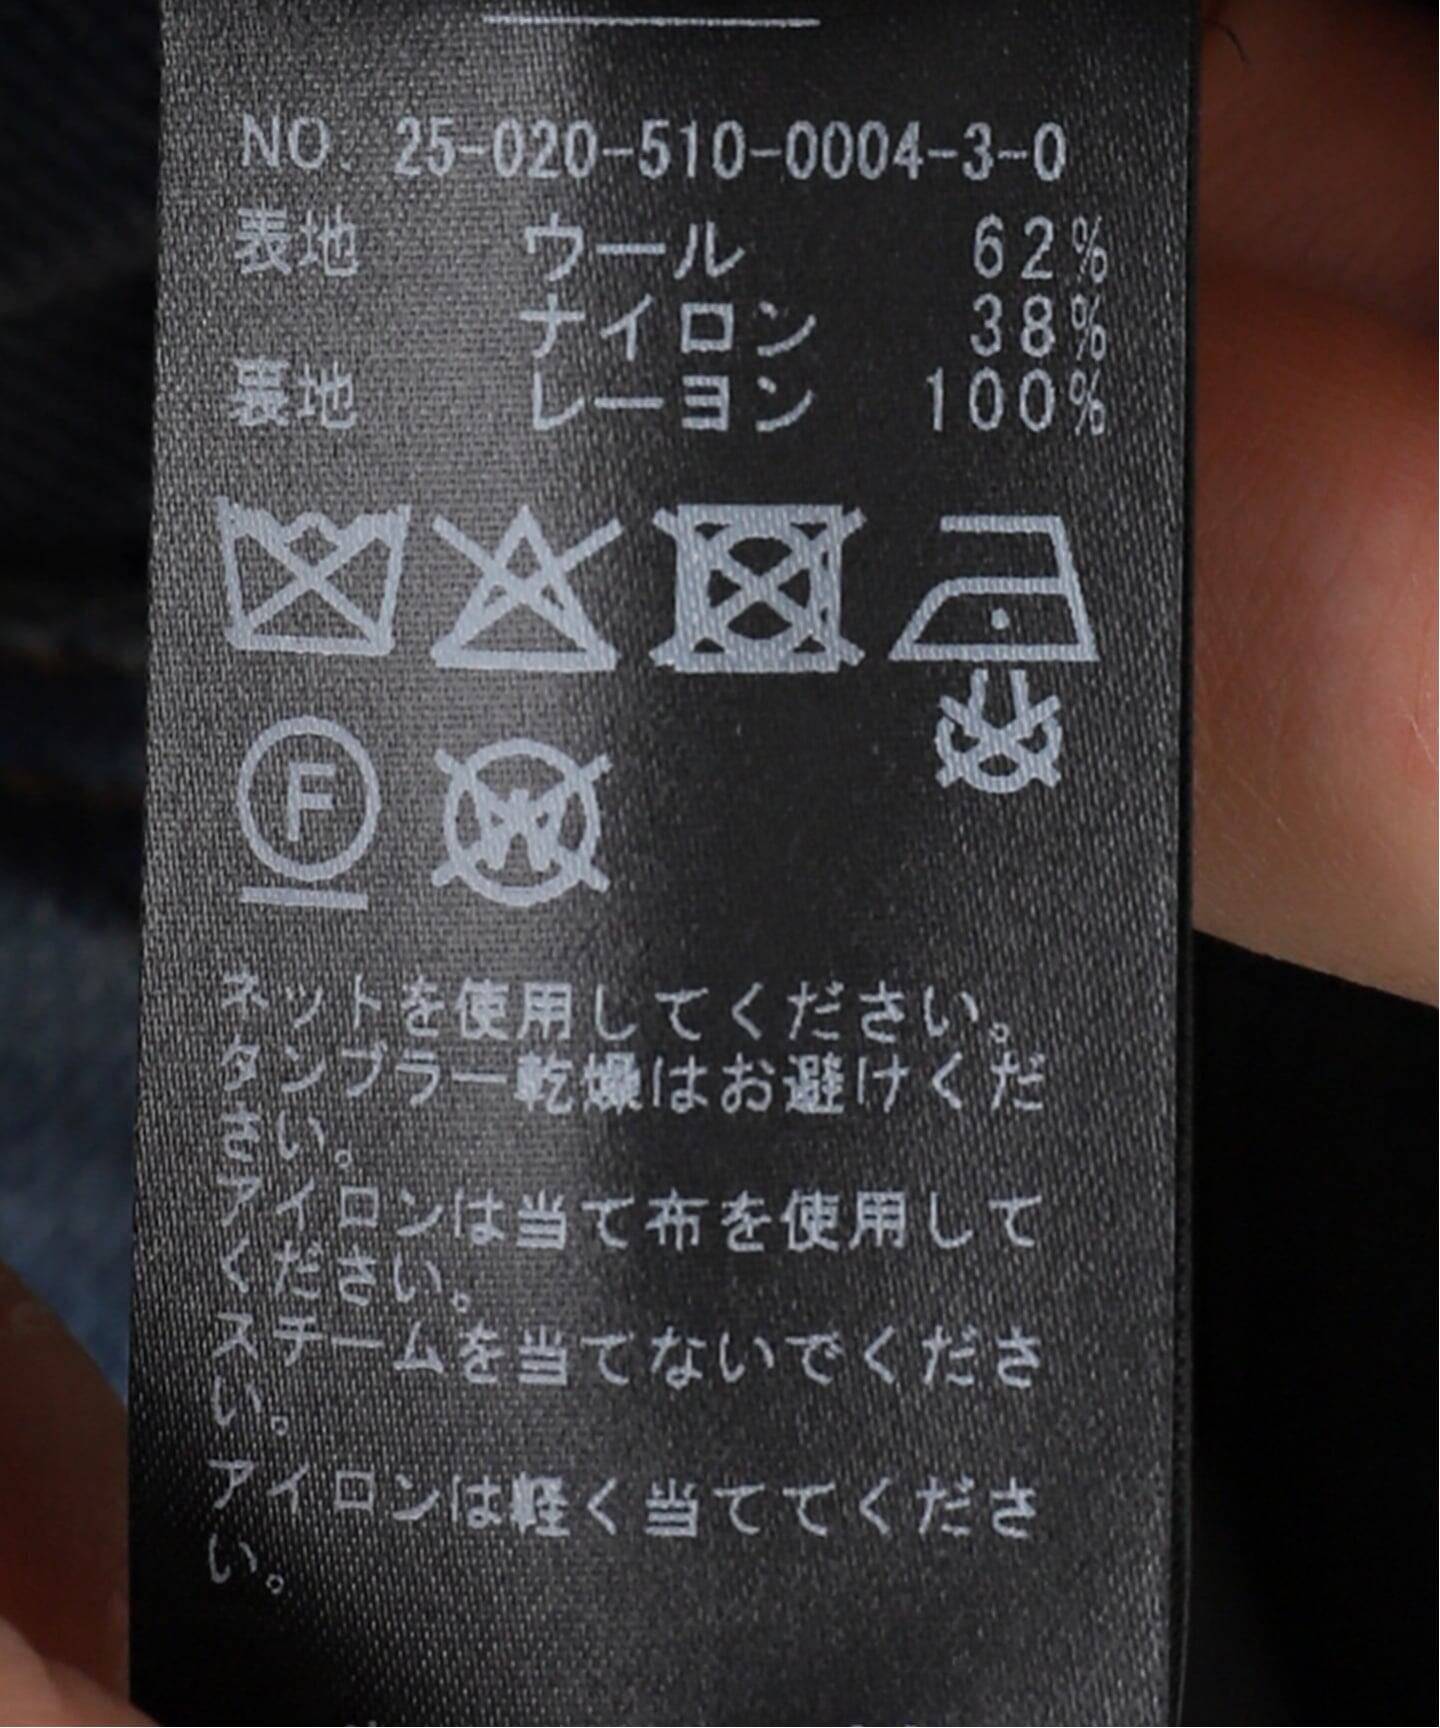 NO. 25-020-510-0004-3-0
表地 ウール 62%
ナイロン 38%
裏地 レーヨン 100%
F
W
ネットを使用してください。
タンブラー乾燥はお避けくだ
さい。
アイロンは当て布を使用して
ください。
スチームを当てないでくださ
い。
アイロンは軽く当ててくださ
い。